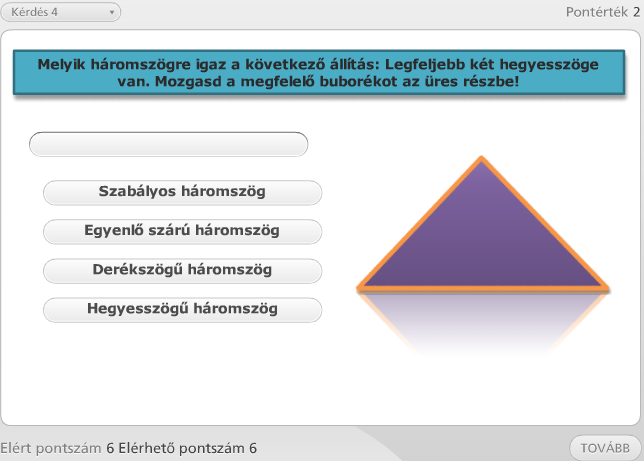 Kérdés 4
Pontérték 2
Melyik háromszögre igaz a következő állítás: Legfeljebb két hegyesszöge
van. Mozgasd a megfelelő buborékot az üres részbe!
Szabályos háromszög
Egyenlő szárú háromszög
Derékszögű háromszög
Hegyesszögű háromszög
Elért pontszám 6 Elérhető pontszám 6
TOVÁBB